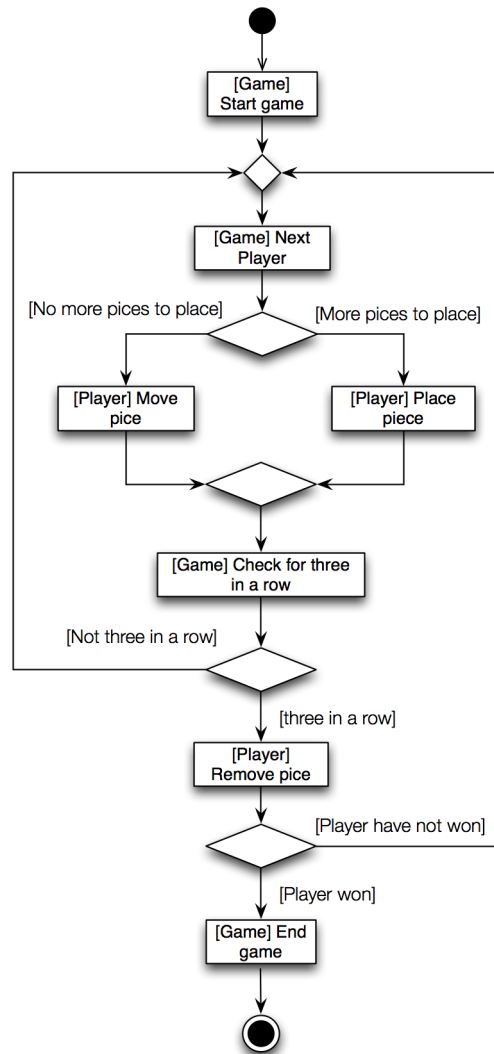 [Game]
Start game
[Game] Next
Player
[No more pices to place]
[More pices to place]
[Player] Move
pice
[Player] Place
piece
[Game] Check for three
in a row
[Not three in a row]
[three in a row]
[Player]
Remove pice
[Player have not won]
[Player won]
[Game] End
game